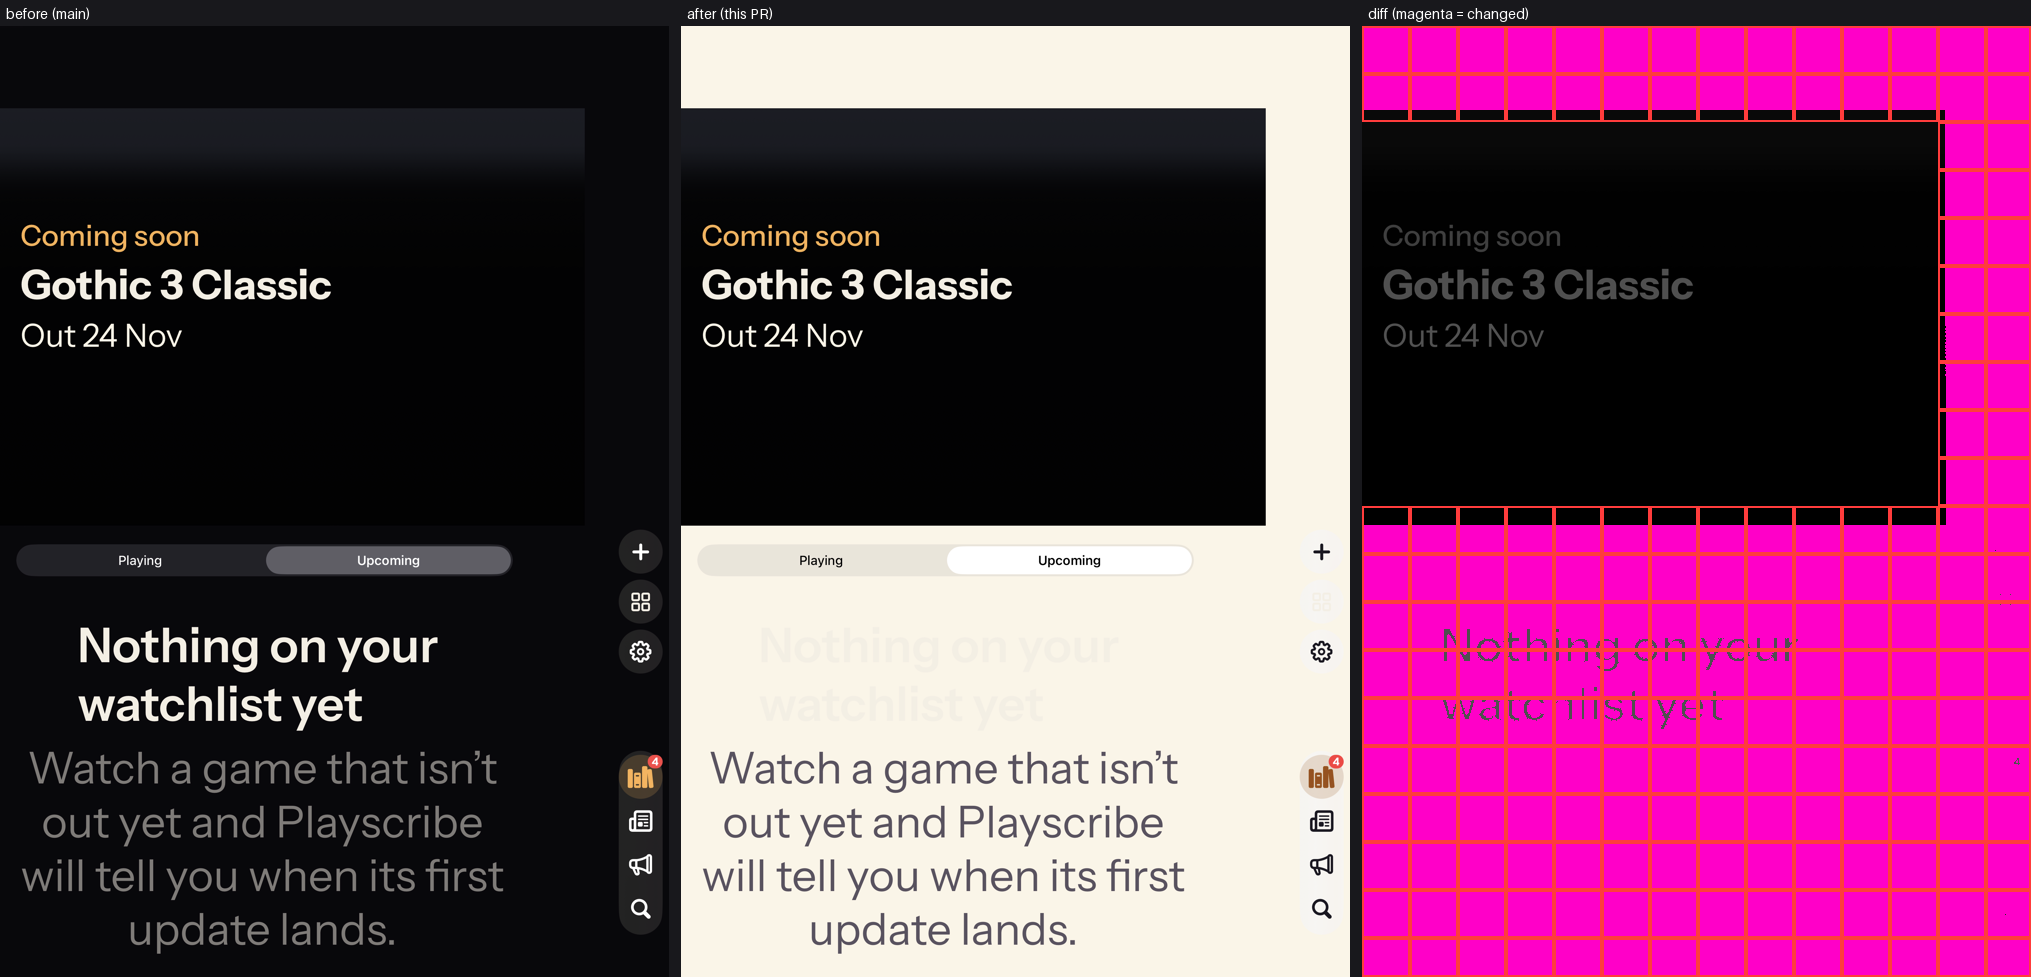 before (main)
Coming soon
Gothic 3 Classic
Out 24 Nov
Playing
Upcoming
Nothing on your
watchlist yet
Watch a game that isn’t
out yet and Playscribe
will tell you when its first
update lands.
4
after (this PR)
Coming soon
Gothic 3 Classic
Out 24 Nov
Playing
Upcoming
Nothing on your
watchlist yet
Watch a game that isn’t
out yet and Playscribe
will tell you when its first
update lands.
4
diff (magenta = changed)
Coming soon
Gothic 3 Classic
Out 24 Nov
Nothing on your
watchlist yet
4